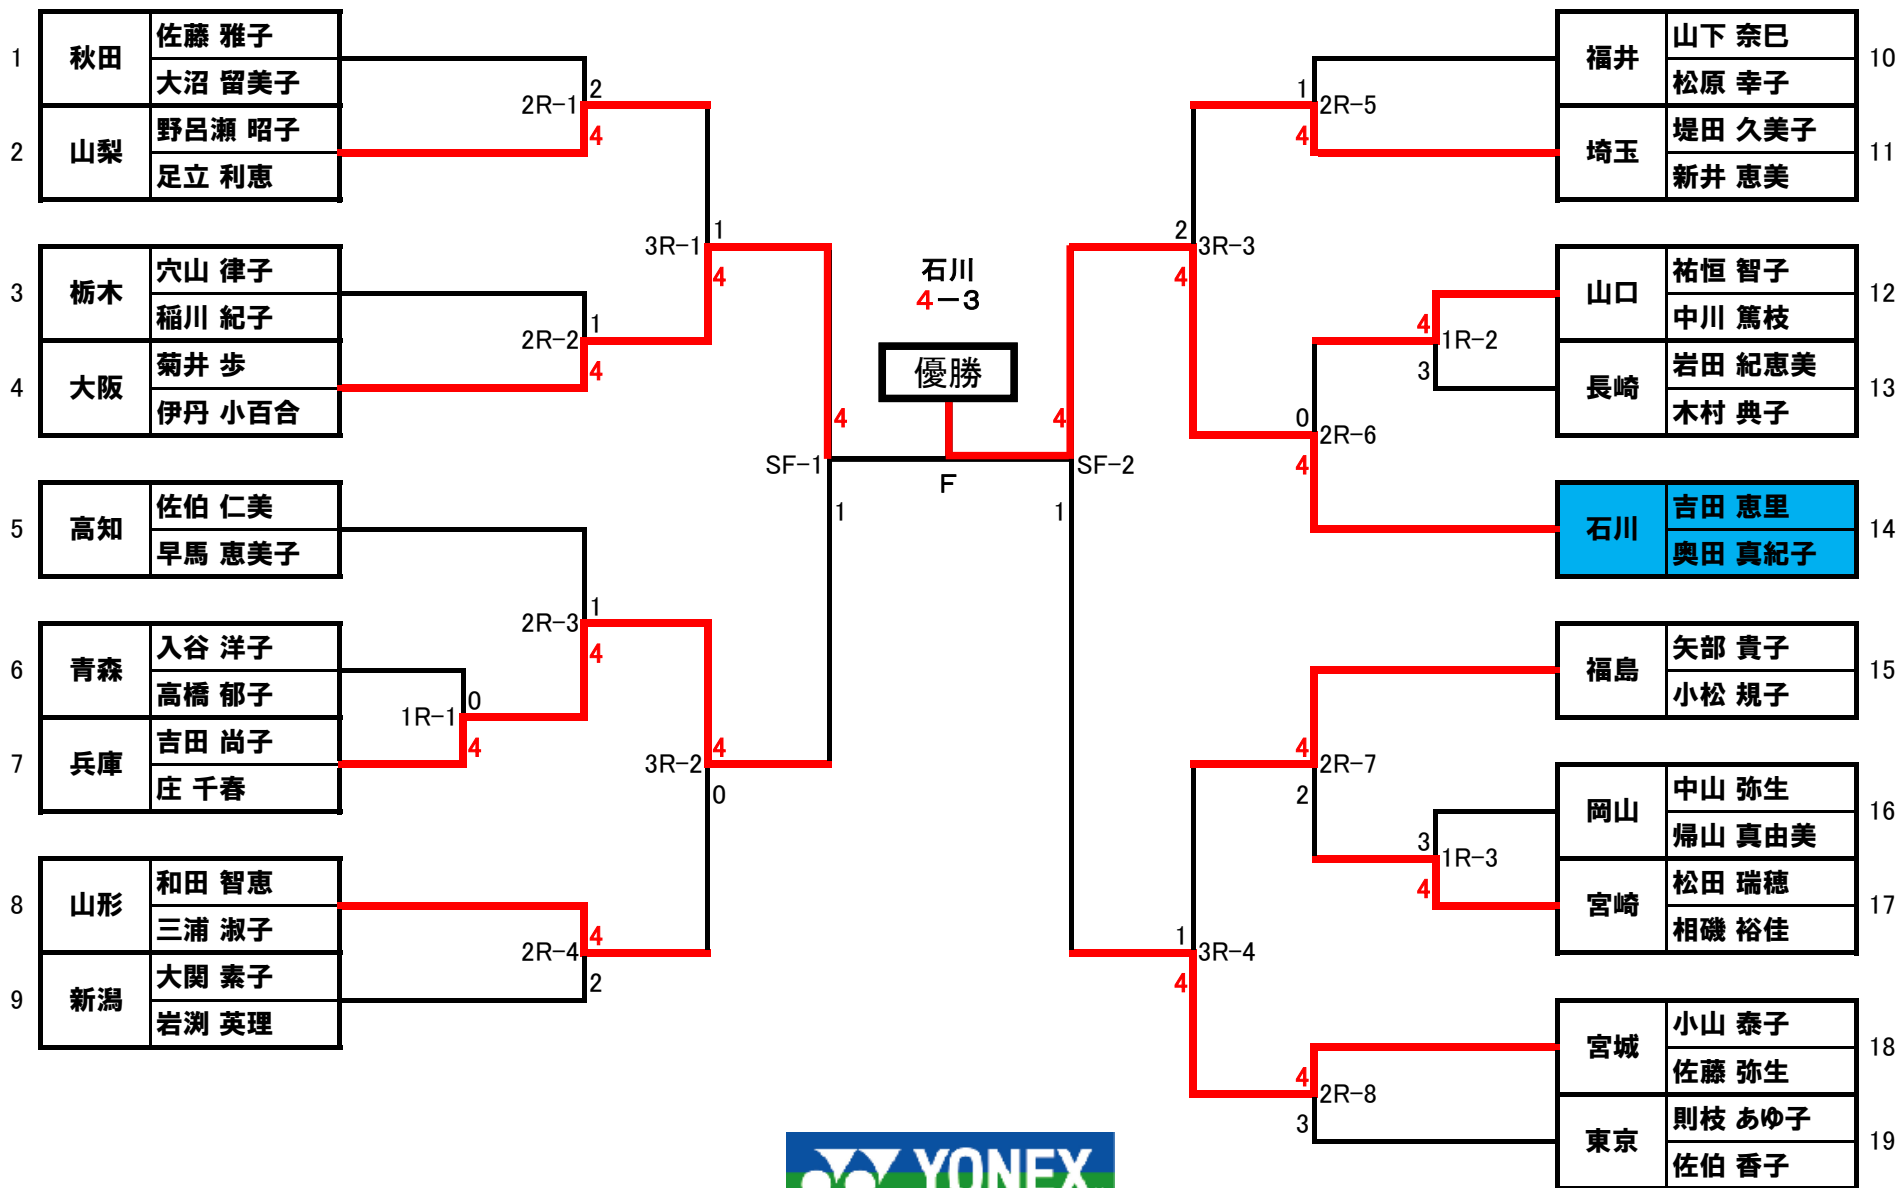 1 秋田 佐藤 雅子
大沼 留美子
2 山梨 野呂瀬 昭子
足立 利恵
2R-1 2
4
3 栃木 穴山 律子
稲川 紀子
4 大阪 菊井 歩
伊丹 小百合
2R-2 1
4
3R-1 1
4
5 高知 佐伯 仁美
早馬 恵美子
6 青森 入谷 洋子
高橋 郁子
7 兵庫 吉田 尚子
庄 千春
1R-1 0
4
2R-3 1
4
8 山形 和田 智恵
三浦 淑子
9 新潟 大関 素子
岩渕 英理
2R-4 4
2
3R-2 4
0
SF-1 4
1
石川
4-3
優勝
F
4 SF-2
1
福井 山下 奈巳 10
松原 幸子
埼玉 堤田 久美子 11
新井 恵美
1 2R-5
4
2 3R-3
4
山口 祐恒 智子 12
中川 篤枝
長崎 岩田 紀恵美 13
木村 典子
4 1R-2
3
0 2R-6
4
石川 吉田 恵里 14
奥田 真紀子
福島 矢部 貴子 15
小松 規子
4 2R-7
2
岡山 中山 弥生 16
帰山 真由美
宮崎 松田 瑞穂 17
相磯 裕佳
3 1R-3
4
1 3R-4
4
宮城 小山 泰子 18
佐藤 弥生
東京 則枝 あゆ子 19
佐伯 香子
4 2R-8
3
YONEX